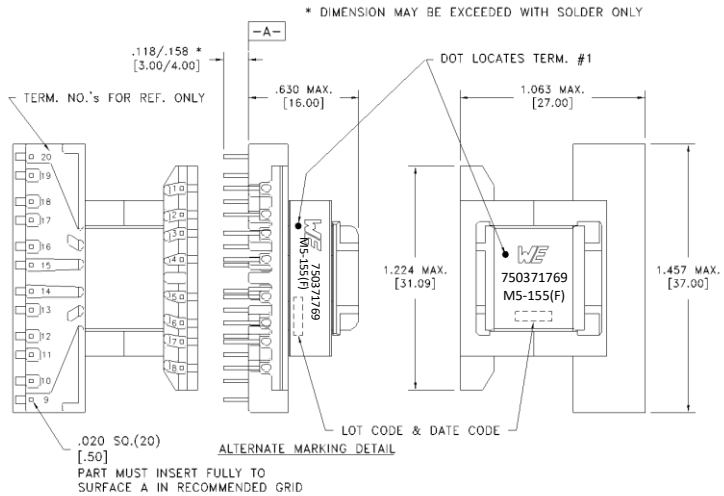 * DIMENSION MAY BE EXCEEDED WITH SOLDER ONLY
-A-
.118/.158 *
[3.00/4.00]
DOT LOCATES TERM. #1
.630 MAX.
[16.00]
1.063 MAX.
[27.00]
TERM. NO.'s FOR REF. ONLY
20
19
18
17
16
15
14
13
12
11
10
9
1
2
3
4
5
6
7
8
WE
750371769
M5-155(F)
1.224 MAX.
[31.09]
WE
750371769
M5-155(F)
1.457 MAX.
[37.00]
LOT CODE & DATE CODE
.020 SQ.(20)
[.50]
ALTERNATE MARKING DETAIL
PART MUST INSERT FULLY TO
SURFACE A IN RECOMMENDED GRID